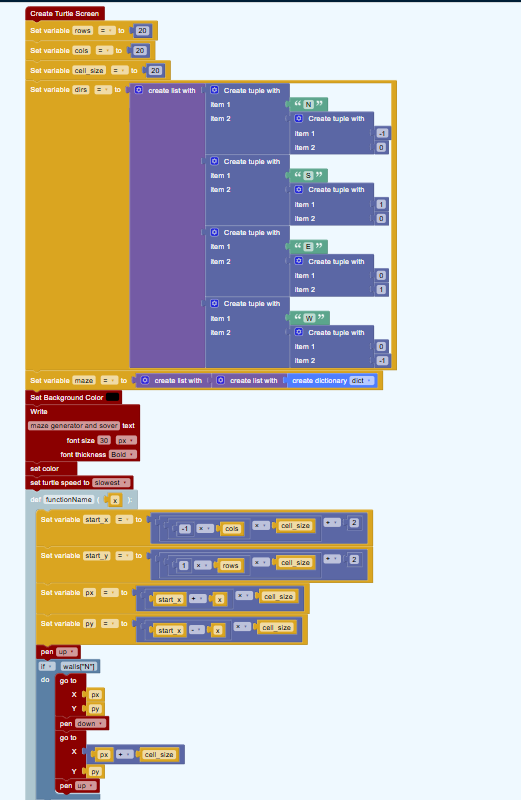 Create Turtle Screen
Set variable rows = to 20
Set variable cols = to 20
Set variable cell_size = to 20
Set variable dirs = to create list with Create tuple with
Item 1 “ N ”
Item 2 Create tuple with
Item 1 -1
Item 2 0
Create tuple with
Item 1 “ S ”
Item 2 Create tuple with
Item 1 1
Item 2 0
Create tuple with
Item 1 “ E ”
Item 2 Create tuple with
Item 1 0
Item 2 1
Create tuple with
Item 1 “ W ”
Item 2 Create tuple with
Item 1 0
Item 2 -1
Set variable maze = to create list with create list with create dictionary dict
Set Background Color
Write
maze generator and sover text
font size 30 px
font thickness Bold
set color
set turtle speed to slowest
def functionName ( x ):
Set variable start_x = to -1 × cols × cell_size ÷ 2
Set variable start_y = to 1 × rows × cell_size ÷ 2
Set variable px = to start_x + x × cell_size
Set variable py = to start_x - x × cell_size
pen up
if walls["N"]
do go to
X px
Y py
pen down
go to
X px + cell_size
Y py
pen up